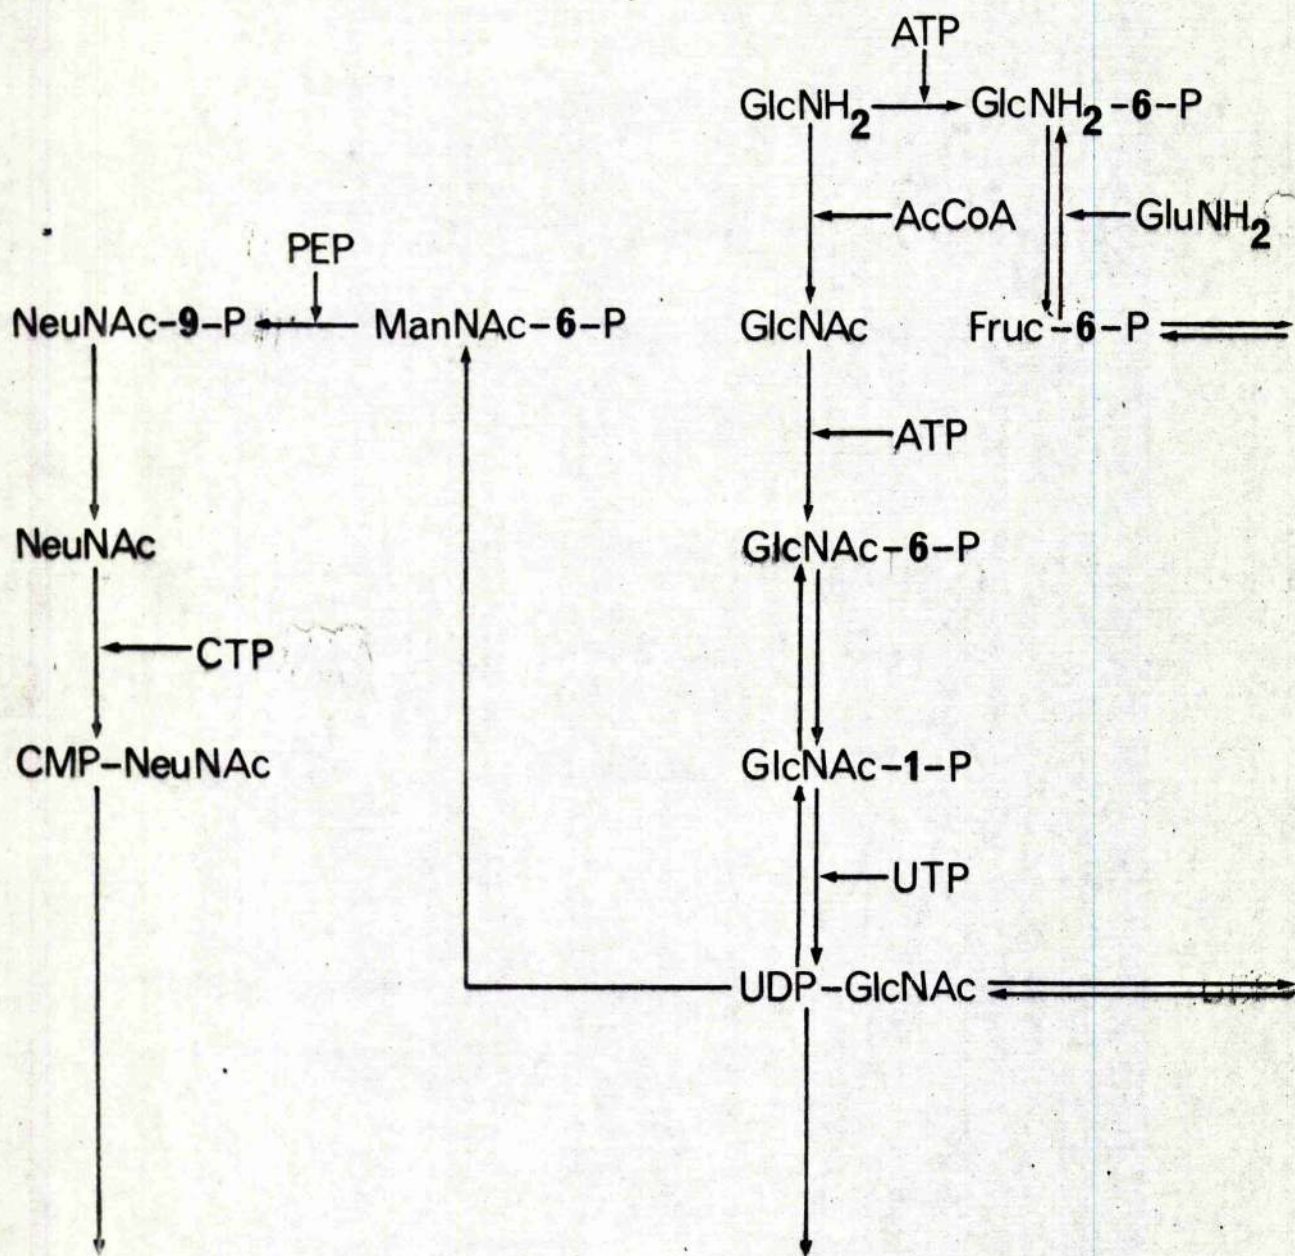 ATP
GlcNH2 GlcNH2-6-P
AcCoA GluNH2
PEP
NeuNAc-9-P ManNAc-6-P GlcNAc Fruc-6-P
ATP
NeuNAc GlcNAc-6-P
CTP
CMP-NeuNAc GlcNAc-1-P
UTP
UDP-GlcNAc